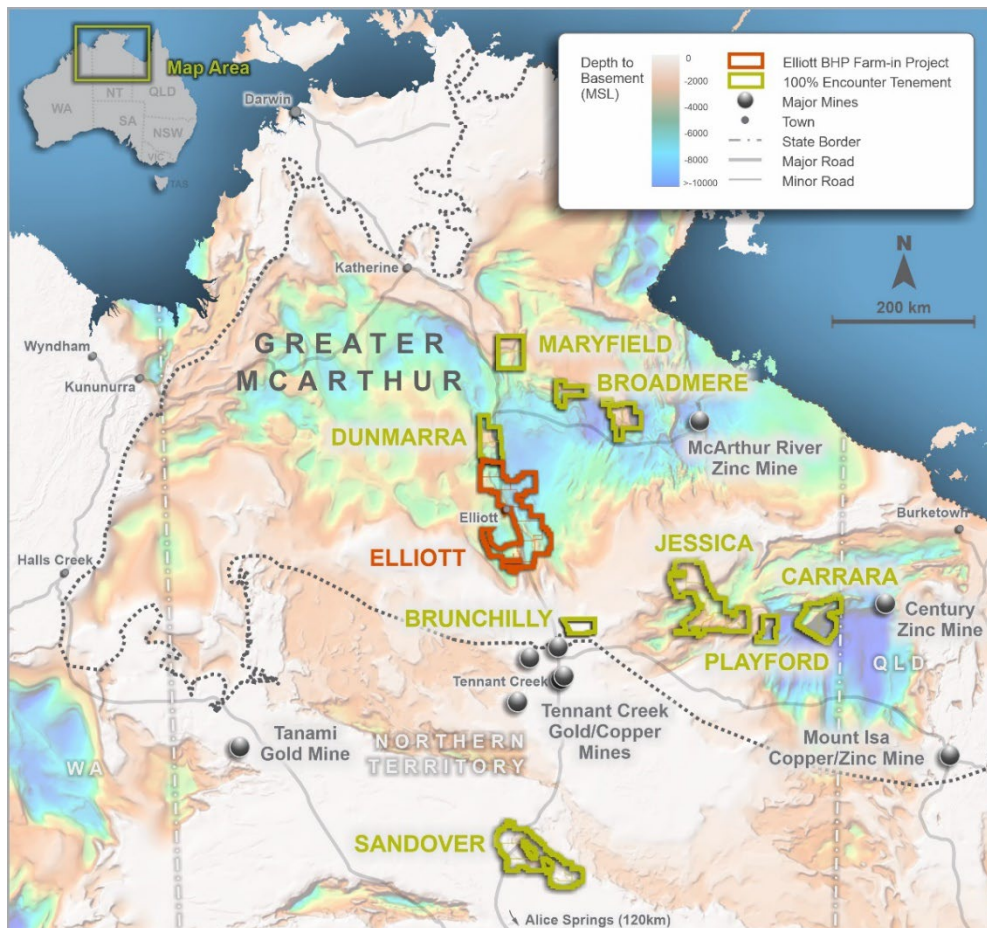 Map Area
WA
NT
QLD
SA
NSW
VIC
TAS
Depth to
Basement
(MSL)
0
-2000
-4000
-6000
-8000
>-10000
Elliott BHP Farm-in Project
100% Encounter Tenement
Major Mines
Town
State Border
Major Road
Minor Road
N
200 km
Darwin
Katherine
Wyndham
Kununurra
GREATER
MCARTHUR
MARYFIELD
BROADMERE
DUNMARRA
McArthur River
Zinc Mine
Elliott
ELLIOTT
Burketown
Halls Creek
JESSICA
CARRARA
BRUNCHILLY
Century
Zinc Mine
PLAYFORD
QLD
Tennant Creek
Tennant Creek
Gold/Copper
Mines
Tanami
Gold Mine
NORTHERN
TERRITORY
Mount Isa
Copper/Zinc Mine
WA
SANDOVER
Alice Springs (120km)